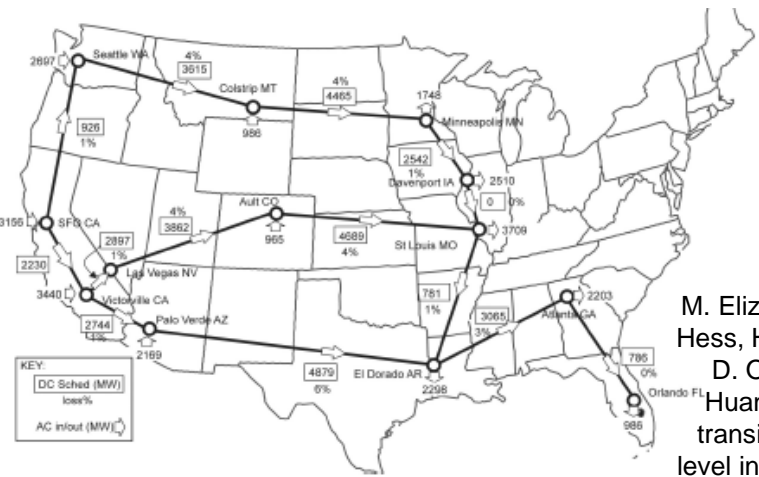 2697
Seattle WA
4%
3615
Colstrip MT
986
4%
4465
1748
Minneapolis MN
926
1%
2542
1%
Davenport IA
2510
0 0%
3709
St Louis MO
3155
SFO CA
2230
2897
1%
Las Vegas NV
4%
3862
Ault CO
965
4689
4%
3440
Victorville CA
2744
1%
Palo Verde AZ
2169
781
1%
4879
6%
El Dorado AR
2298
3065
3%
Atlanta GA
2203
786
0%
Orlando FL
986
KEY:
DC Sched (MW)
loss%
AC in/out (MW)
M. Eliz
Hess, H
D. O
Huar
transi
level in